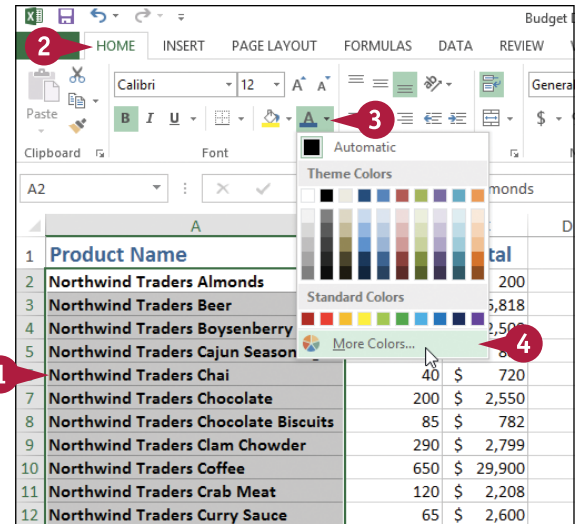 Budget
2 HOME INSERT PAGE LAYOUT FORMULAS DATA REVIEW
Calibri 12 A A General
Paste B I U A 3 $
Clipboard Font
A2 monds
Automatic
Theme Colors
Standard Colors
More Colors... 4
A D
1 Product Name tal
2 Northwind Traders Almonds 200
3 Northwind Traders Beer 5,818
4 Northwind Traders Boysenberry
5 Northwind Traders Cajun Season
1 Northwind Traders Chai 40 $ 720
7 Northwind Traders Chocolate 200 $ 2,550
8 Northwind Traders Chocolate Biscuits 85 $ 782
9 Northwind Traders Clam Chowder 290 $ 2,799
10 Northwind Traders Coffee 650 $ 29,900
11 Northwind Traders Crab Meat 120 $ 2,208
12 Northwind Traders Curry Sauce 65 $ 2,600